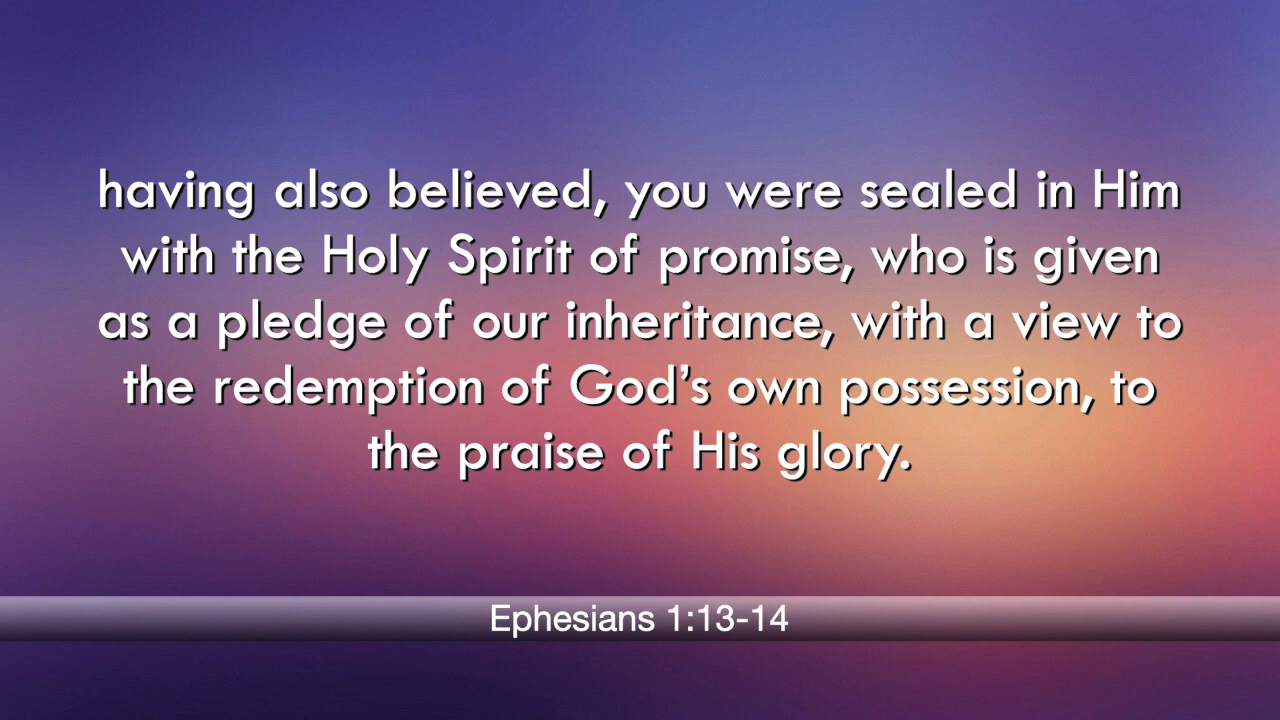 having also believed, you were sealed in Him
with the Holy Spirit of promise, who is given
as a pledge of our inheritance, with a view to
the redemption of God’s own possession, to
the praise of His glory.
Ephesians 1:13-14